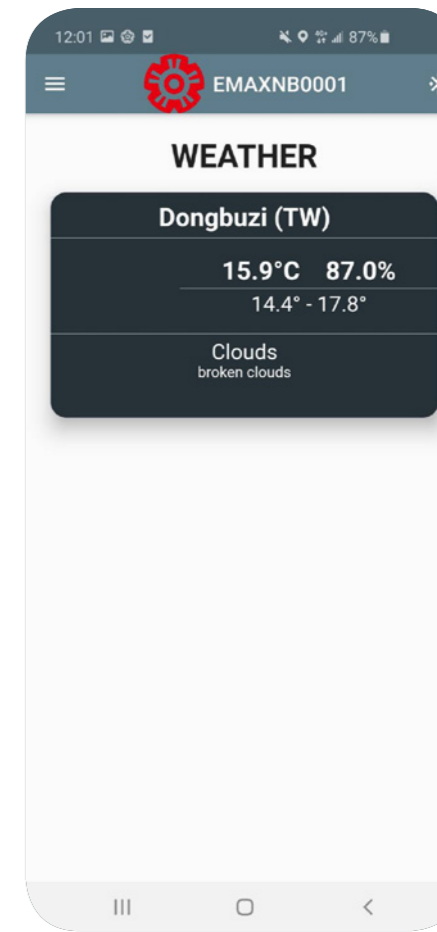 12:01 87%
EMAXNB0001
WEATHER
Dongbuzi (TW)
15.9°C 87.0%
14.4° - 17.8°
Clouds
broken clouds